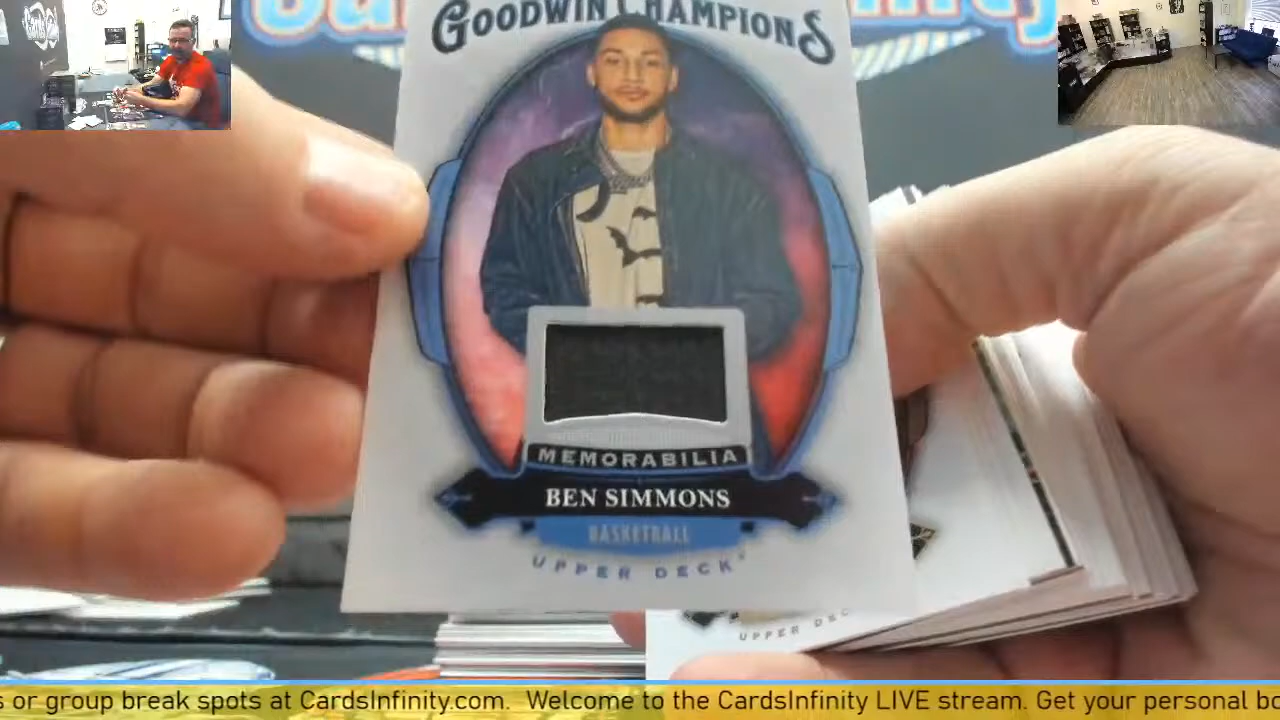 GOODWIN CHAMPIONS
MEMORABILIA
BEN SIMMONS
BASKETBALL
UPPER DECK
UPPER DEC
s or group break spots at CardsInfinity.com. Welcome to the CardsInfinity LIVE stream. Get your personal bo